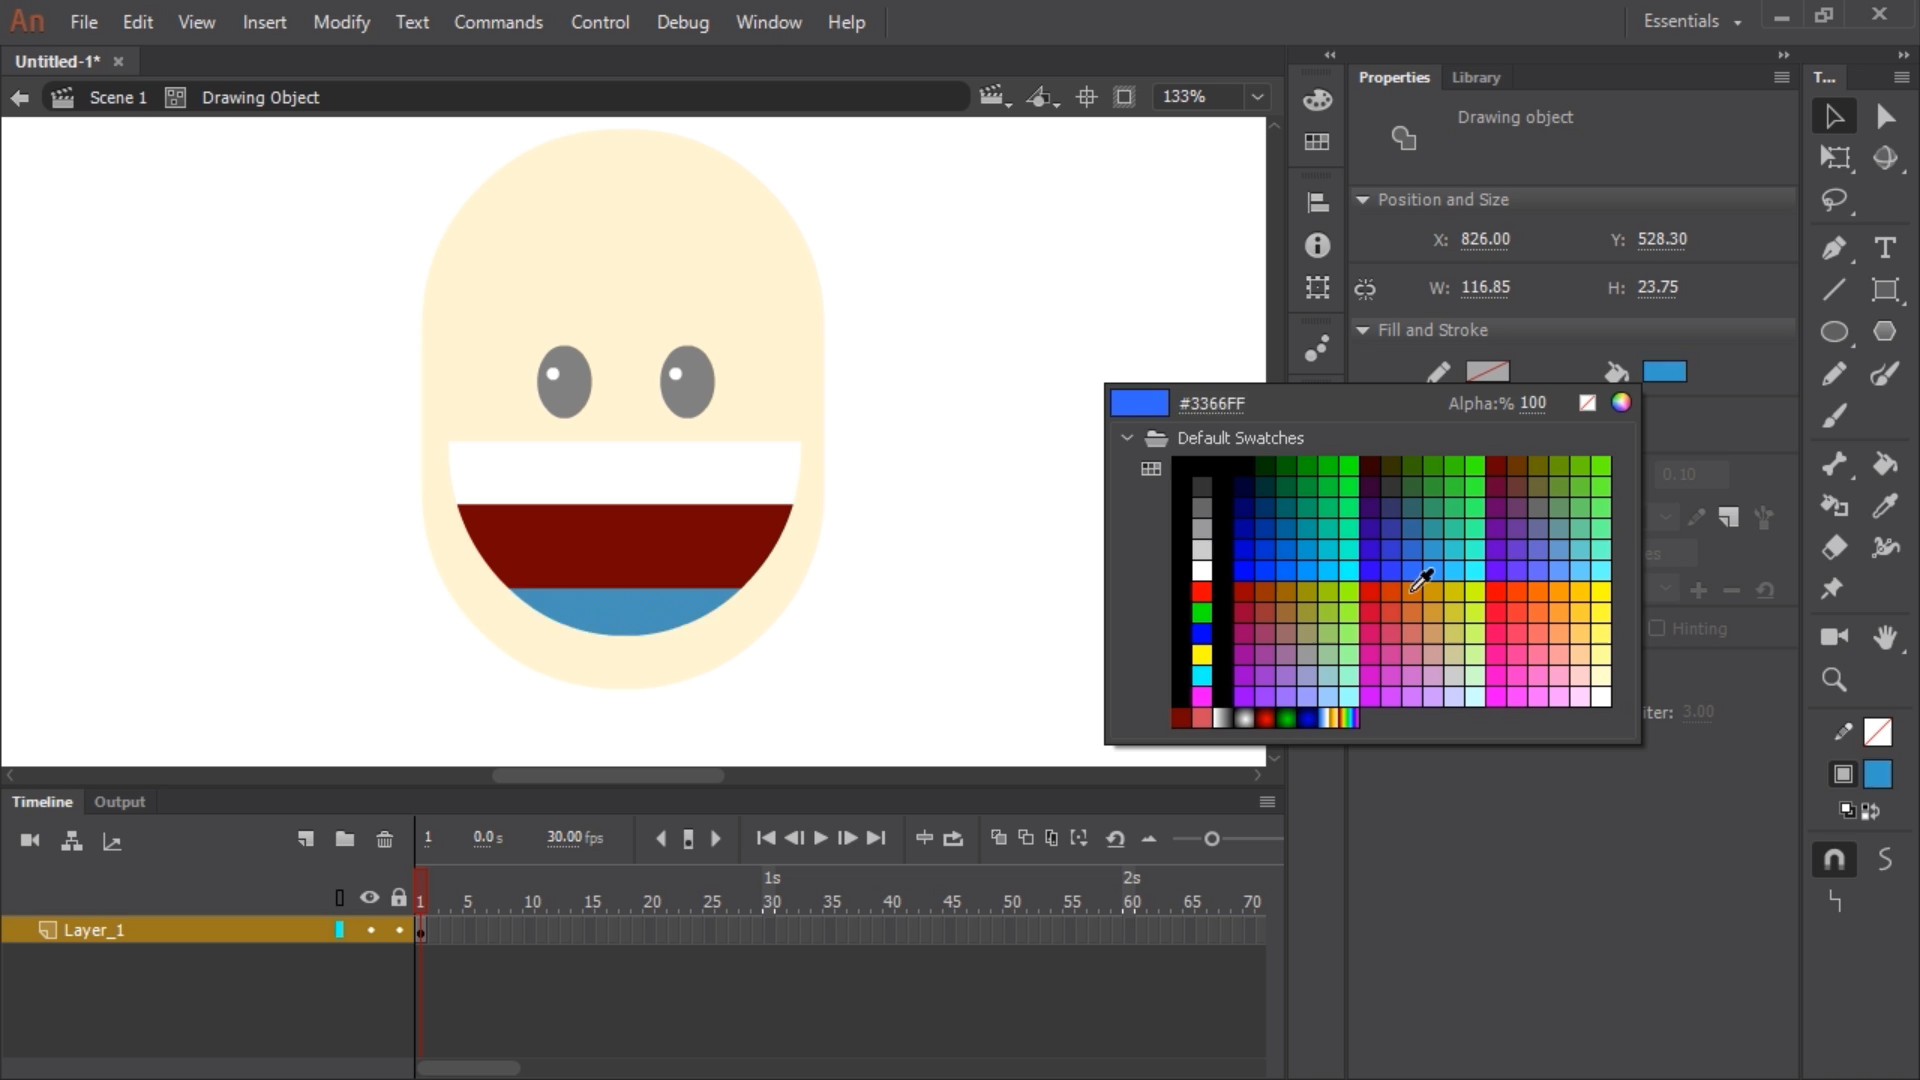 An File Edit View Insert Modify Text Commands Control Debug Window Help Essentials
Untitled-1* ×
Scene 1 Drawing Object 133%
Properties Library T...
Drawing object
Position and Size
X: 826.00 Y: 528.30
W: 116.85 H: 23.75
Fill and Stroke
#3366FF Alpha:% 100
Default Swatches
0.10
es
Hinting
iter: 3.00
Timeline Output
1 0.0 s 30.00 fps
1s 2s
1 5 10 15 20 25 30 35 40 45 50 55 60 65 70
Layer_1